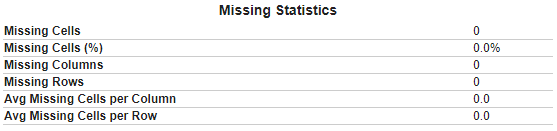 Missing Statistics
Missing Cells 0
Missing Cells (%) 0.0%
Missing Columns 0
Missing Rows 0
Avg Missing Cells per Column 0.0
Avg Missing Cells per Row 0.0